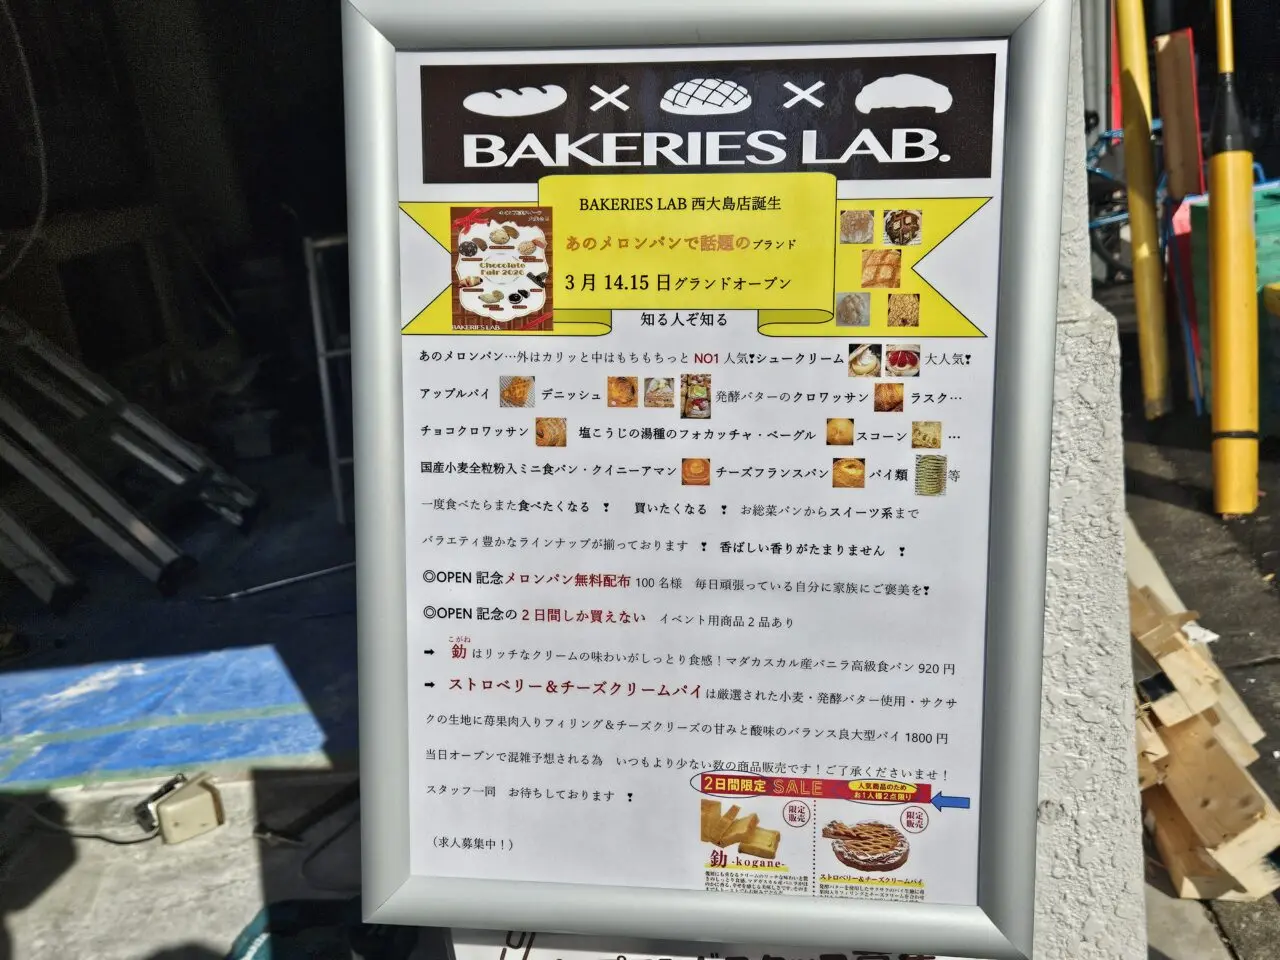 BAKERIES LAB.
BAKERIES LAB 西大島店誕生
あのメロンパンで話題のブランド
3月 14.15 日グランドオープン
知る人ぞ知る
Chocolate
Fair 2026
BAKERIES LAB.
あのメロンパン…外はカリッと中はもちもちっと NO1 人気❢シュークリーム 大人気❢
アップルパイ デニッシュ 発酵バターのクロワッサン ラスク…
チョコクロワッサン 塩こうじの湯種のフォカッチャ・ベーグル スコーン …
国産小麦全粒粉入ミニ食パン・クイニーアマン チーズフランスパン パイ類 等
一度食べたらまた食べたくなる ❢ 買いたくなる ❢ お総菜パンからスイーツ系まで
バラエティ豊かなラインナップが揃っております ❢ 香ばしい香りがたまりません ❢
◎OPEN 記念メロンパン無料配布 100 名様 毎日頑張っている自分に家族にご褒美を❢
◎OPEN 記念の 2 日間しか買えない イベント用商品 2 品あり
こがね
➡ 釛はリッチなクリームの味わいがしっとり食感！マダカスカル産バニラ高級食パン 920 円
➡ ストロベリー＆チーズクリームパイは厳選された小麦・発酵バター使用・サクサ
クの生地に苺果肉入りフィリング＆チーズクリーズの甘みと酸味のバランス良大型パイ 1800 円
当日オープンで混雑予想される為 いつもより少ない数の商品販売です！ご了承くださいませ！
スタッフ一同 お待ちしております ❢
（求人募集中！）
2日間限定 SALE 人気商品のため
お1人様2点限り
限定
販売
限定
販売
釛 -kogane-
ストロベリー＆チーズクリームパイ